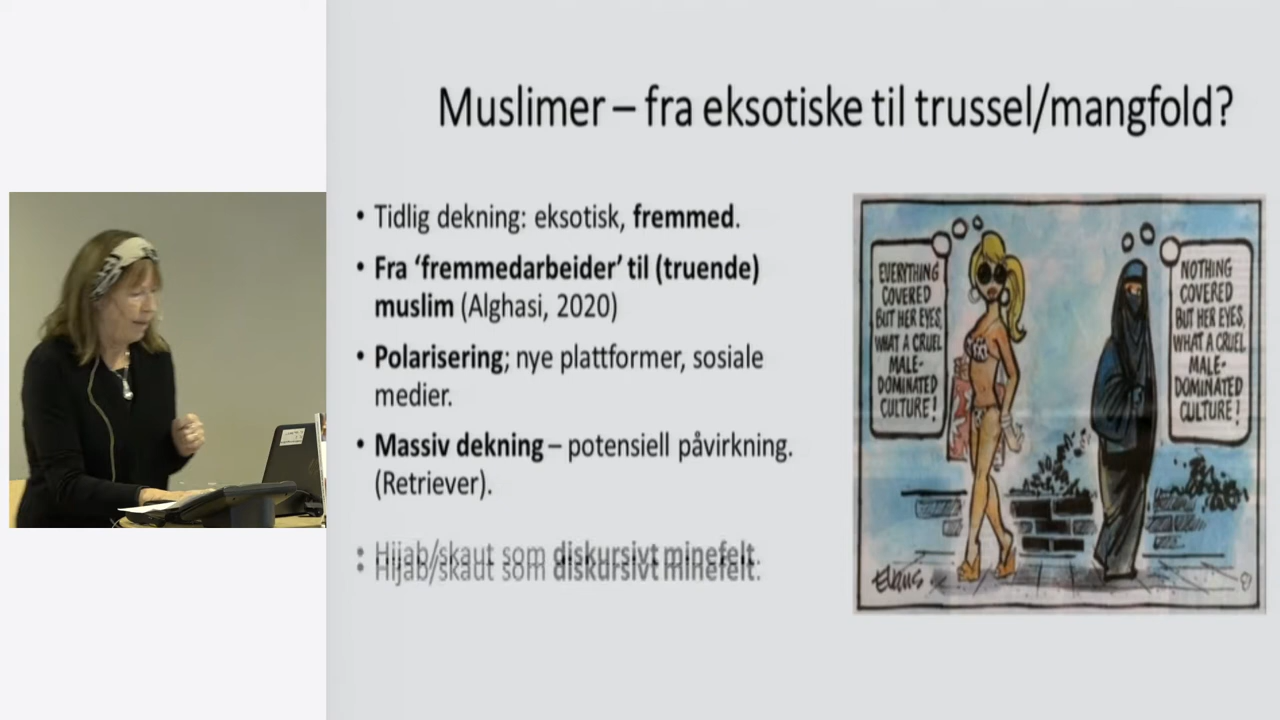 Muslimer – fra eksotiske til trussel/mangfold?
• Tidlig dekning: eksotisk, fremmed.
• Fra ‘fremmedarbeider’ til (truende)
muslim (Alghasi, 2020)
• Polarisering; nye plattformer, sosiale
medier.
• Massiv dekning – potensiell påvirkning.
(Retriever).
• Hijab/skaut som diskursivt minefelt.
EVERYTHING
COVERED
BUT HER EYES,
WHAT A CRUEL
MALE-
DOMINATED
CULTURE!
NOTHING
COVERED
BUT HER EYES,
WHAT A CRUEL
MALE-
DOMINATED
CULTURE!
Evans